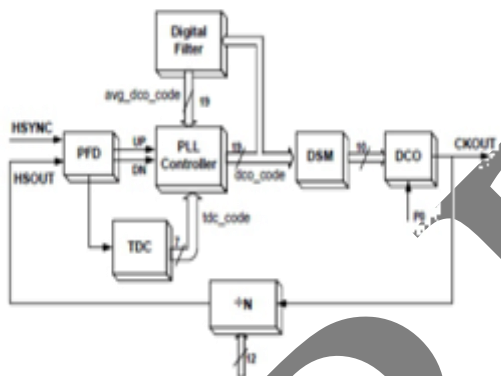 Digital
Filter
avg_dco_code
19
HSYNC
PFD
UP
DN
PLL
Controller
19
dco_code
DSM
10
DCO
CKOUT
HSOUT
tdc_code
TDC
7
÷N
12